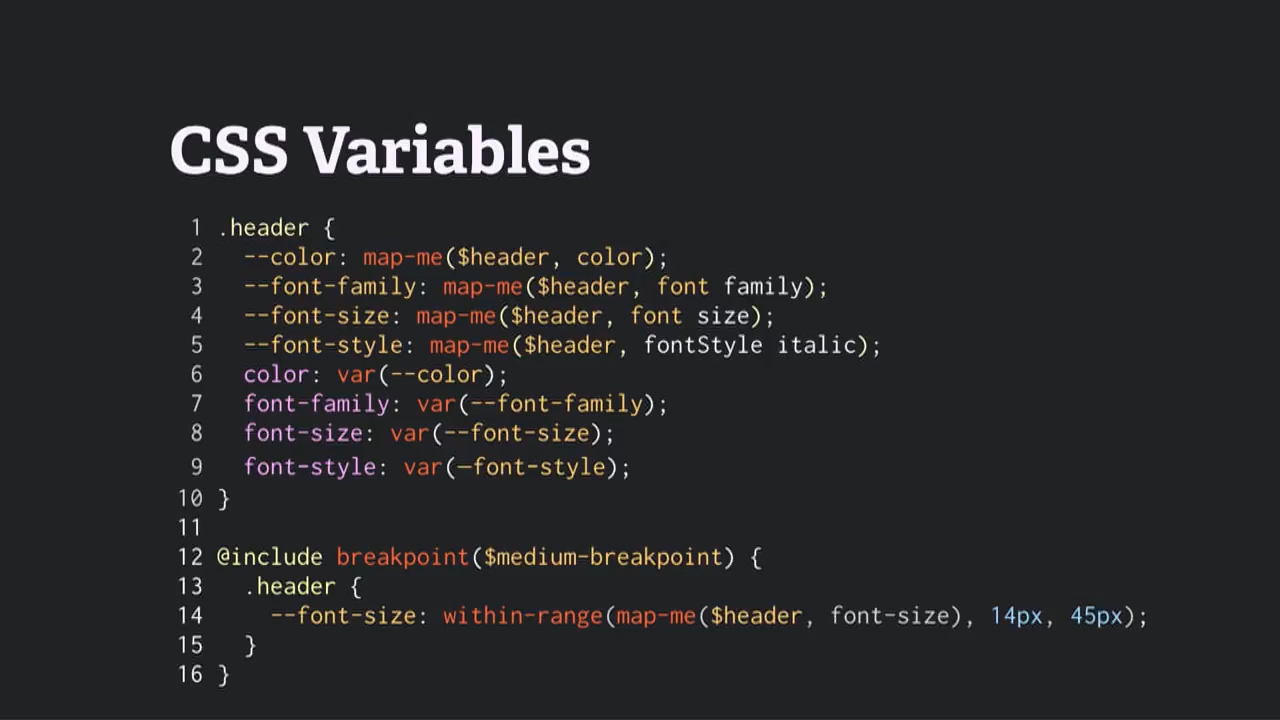 CSS Variables
1 .header {
2 --color: map-me($header, color);
3 --font-family: map-me($header, font family);
4 --font-size: map-me($header, font size);
5 --font-style: map-me($header, fontStyle italic);
6 color: var(--color);
7 font-family: var(--font-family);
8 font-size: var(--font-size);
9 font-style: var(—font-style);
10 }
11
12 @include breakpoint($medium-breakpoint) {
13 .header {
14 --font-size: within-range(map-me($header, font-size), 14px, 45px);
15 }
16 }